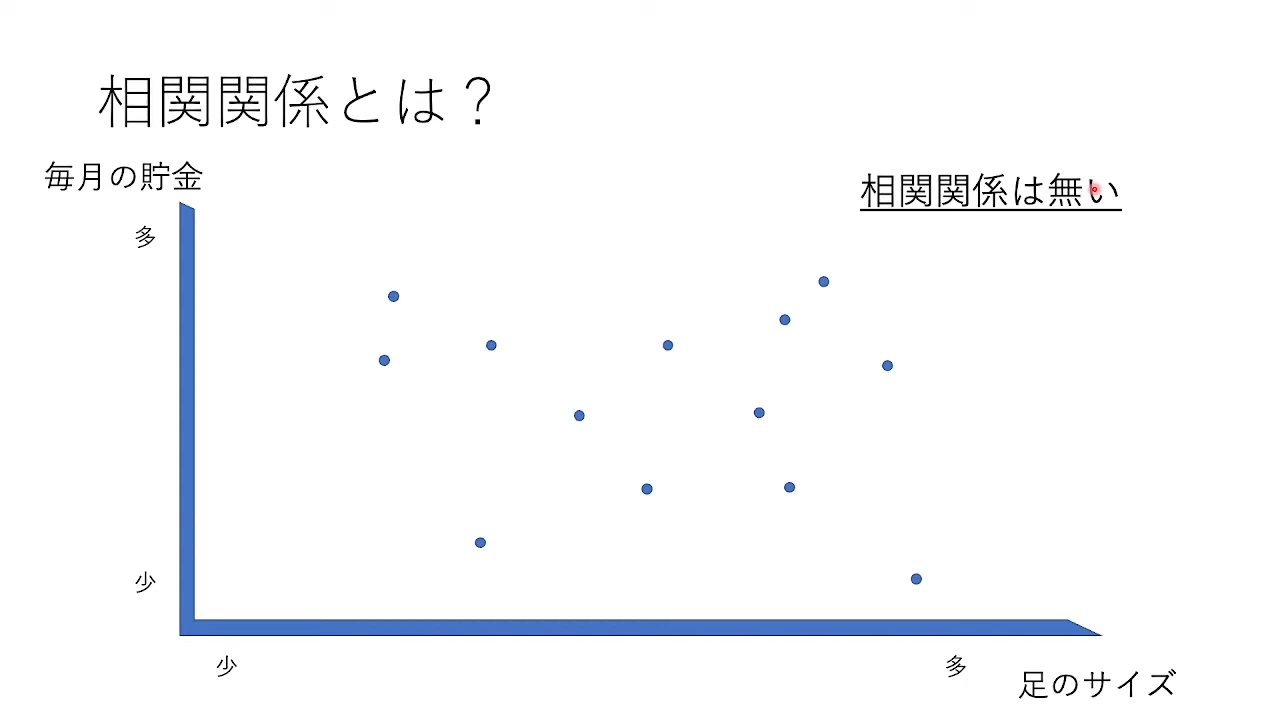 相関関係とは？
毎月の貯金
相関関係は無い
多
少
少
多
足のサイズ